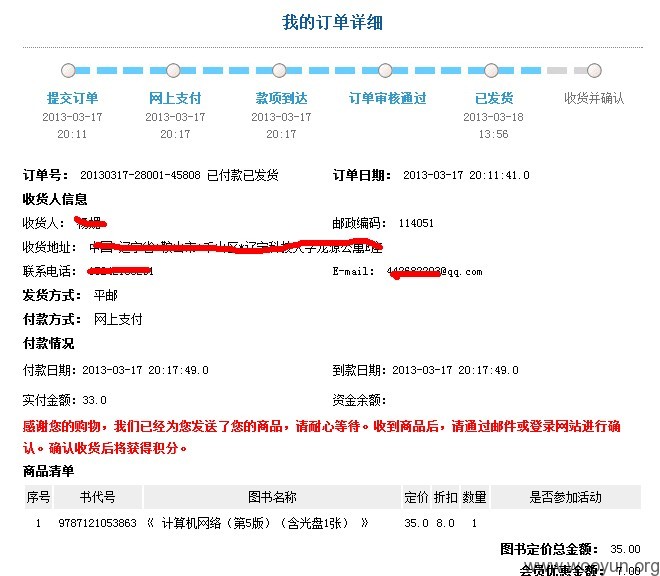 我的订单详细
提交订单 网上支付 款项到达 订单审核通过 已发货 收货并确认
2013-03-17 2013-03-17 2013-03-17 2013-03-18
20:11 20:17 20:17 13:56
订单号： 20130317-28001-45808 已付款已发货 订单日期： 2013-03-17 20:11:41.0
收货人信息
收货人： 邮政编码： 114051
收货地址：
联系电话： E-mail： @qq.com
发货方式： 平邮
付款方式： 网上支付
付款情况
付款日期：2013-03-17 20:17:49.0 到款日期：2013-03-17 20:17:49.0
实付金额：33.0 资金余额：
感谢您的购物，我们已经为您发送了您的商品，请耐心等待。收到商品后，请通过邮件或登录网站进行确
认。确认收货后将获得积分。
商品清单
序号 书代号 图书名称 定价 折扣 数量 是否参加活动
1 9787121053863 《 计算机网络（第5版）（含光盘1张） 》 35.0 8.0 1
图书定价总金额： 35.00
会员优惠金额： 7.00
www.wooyun.org